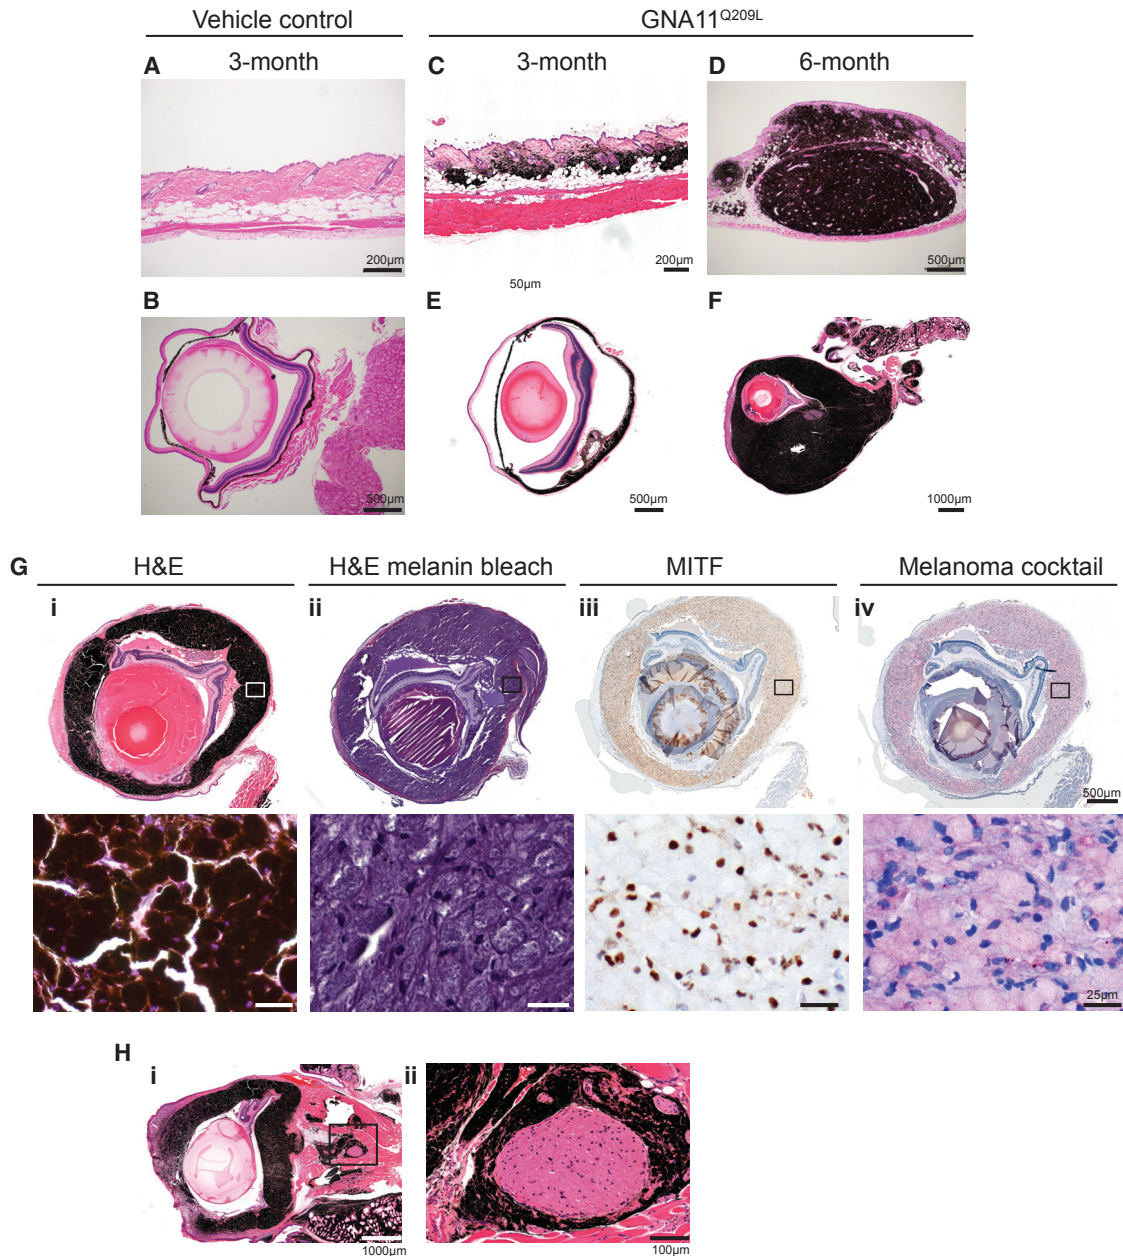 Vehicle control
GNA11Q209L
A
3-month
C
3-month
D
6-month
200µm
200µm
500µm
50µm
B
E
F
500µm
500µm
1000µm
G
H&E
H&E melanin bleach
MITF
Melanoma cocktail
i
ii
iii
iv
500µm
25µm
H
i
ii
1000µm
100µm